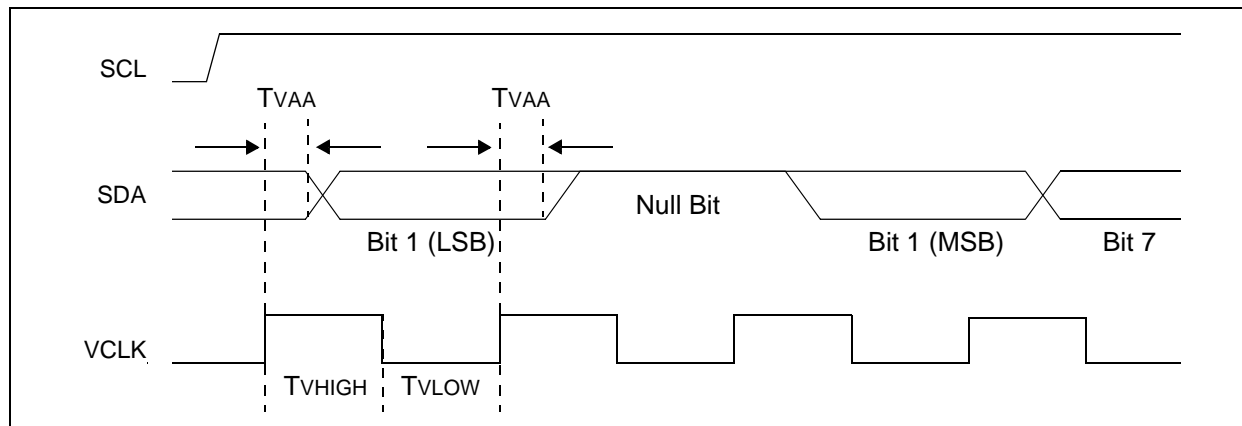 SCL
TVAA
TVAA
SDA
Null Bit
Bit 1 (LSB)
Bit 1 (MSB)
Bit 7
VCLK
TVHIGH
TVLOW